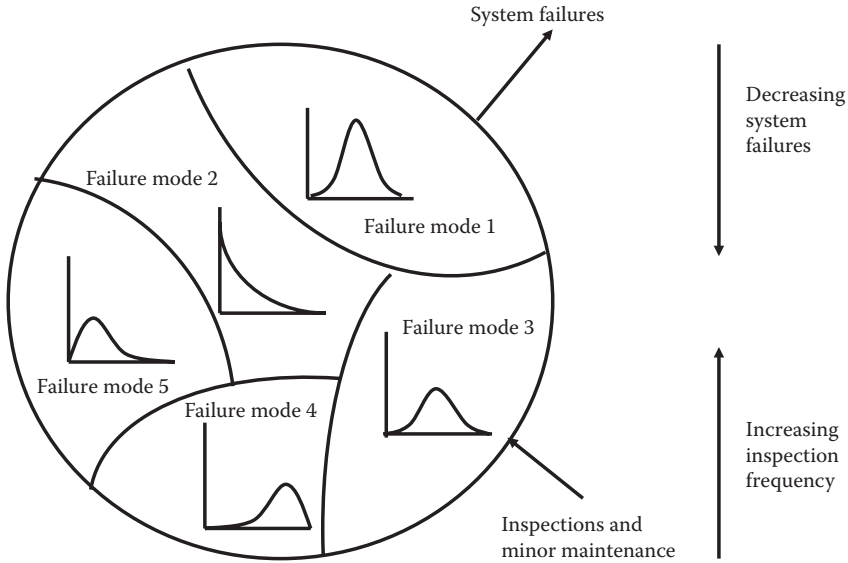 System failures
Decreasing
system
failures
Failure mode 2
Failure mode 1
Failure mode 3
Failure mode 5
Failure mode 4
Increasing
inspection
frequency
Inspections and
minor maintenance